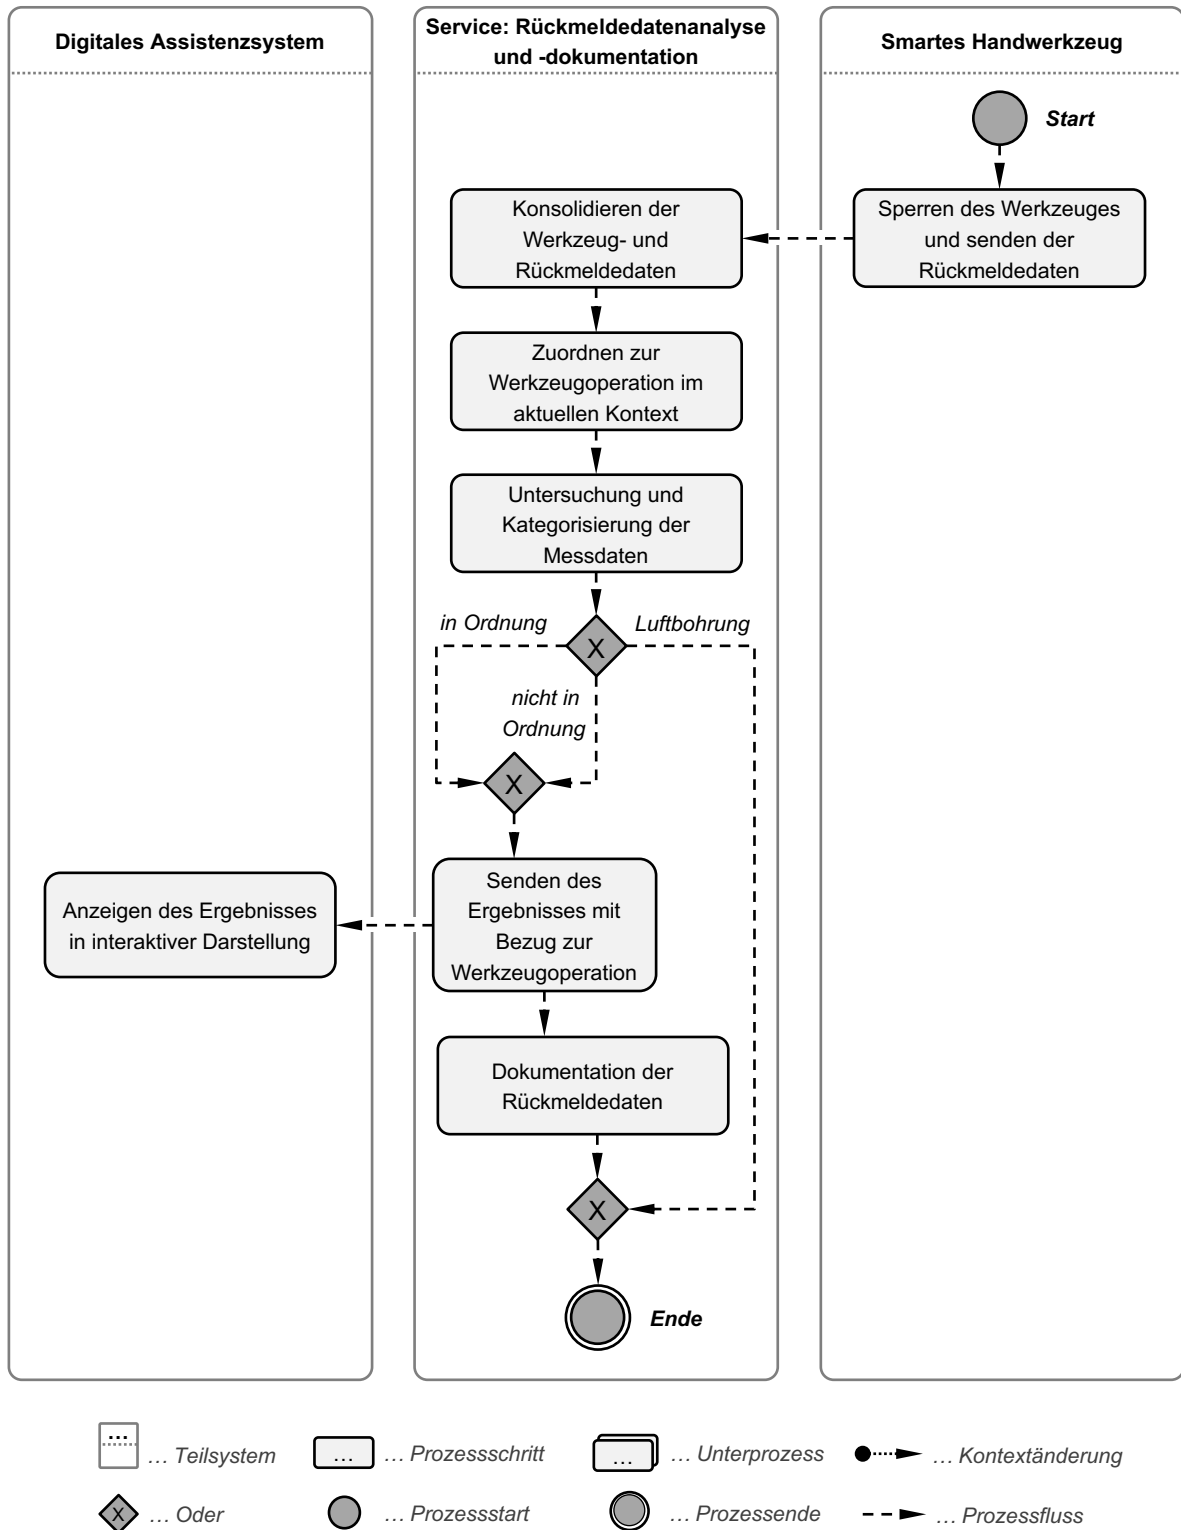 Digitales Assistenzsystem
Service: Rückmeldedatenanalyse
und -dokumentation
Smartes Handwerkzeug
Start
Sperren des Werkzeuges
und senden der
Rückmeldedaten
Konsolidieren der
Werkzeug- und
Rückmeldedaten
Zuordnen zur
Werkzeugoperation im
aktuellen Kontext
Untersuchung und
Kategorisierung der
Messdaten
in Ordnung
Luftbohrung
X
nicht in
Ordnung
X
Senden des
Ergebnisses mit
Bezug zur
Werkzeugoperation
Anzeigen des Ergebnisses
in interaktiver Darstellung
Dokumentation der
Rückmeldedaten
X
Ende
...
... Teilsystem
...
... Prozessschritt
...
... Unterprozess
... Kontextänderung
X
... Oder
... Prozessstart
... Prozessende
... Prozessfluss